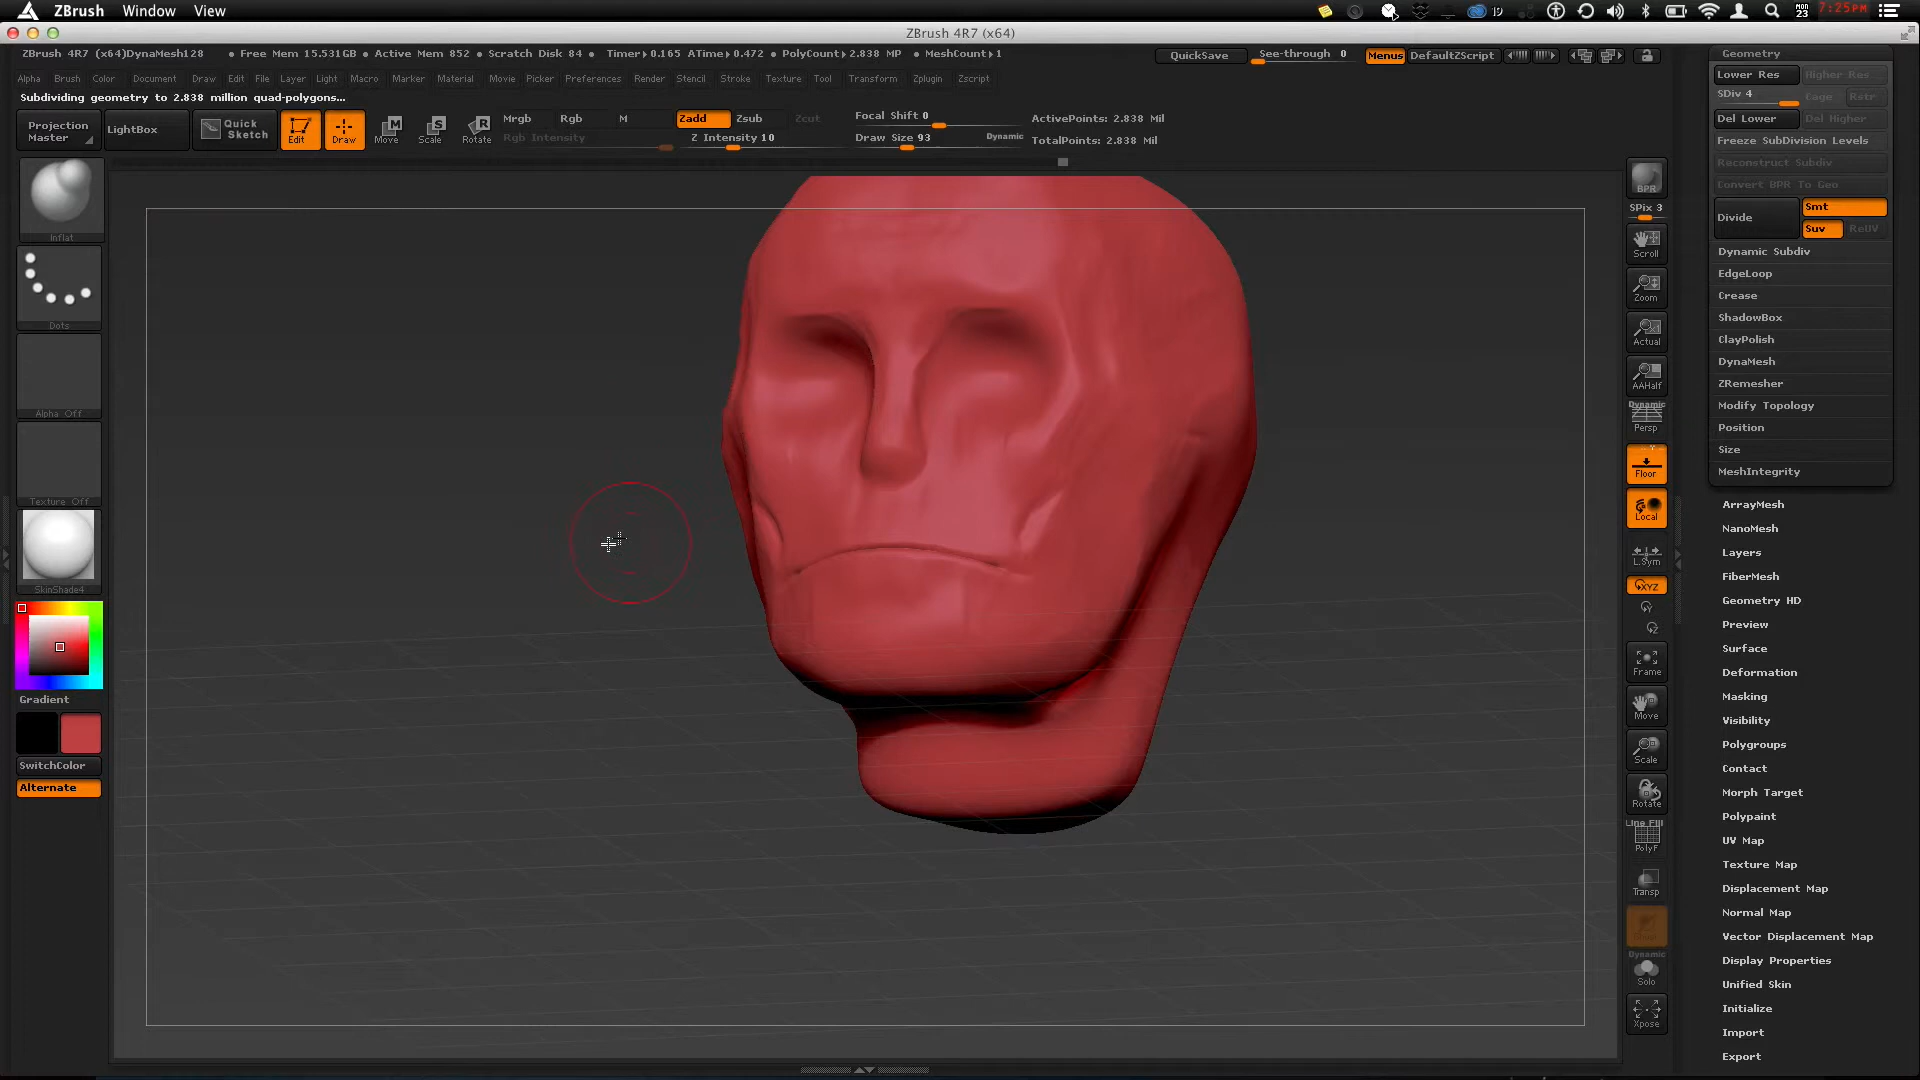 ZBrush Window View 19 MON 23 7:25PM
ZBrush 4R7 (x64)
ZBrush 4R7 (x64)DynaMesh128 • Free Mem 15.531GB • Active Mem 852 • Scratch Disk 84 • Timer▸0.165 ATime▸0.472 • PolyCount▸2.838 MP • MeshCount▸1 QuickSave See-through 0 Menus DefaultZScript
Alpha Brush Color Document Draw Edit File Layer Light Macro Marker Material Movie Picker Preferences Render Stencil Stroke Texture Tool Transform Zplugin Zscript
Subdividing geometry to 2.838 million quad-polygons...
Projection Master
LightBox
Quick Sketch
Edit
Draw
Move
Scale
Rotate
Mrgb Rgb M
Rgb Intensity
Zadd Zsub Zcut
Z Intensity 10
Focal Shift 0
Draw Size 93
Dynamic
ActivePoints: 2.838 Mil
TotalPoints: 2.838 Mil
Inflat
Dots
Alpha Off
Texture Off
SkinShade4
Gradient
SwitchColor
Alternate
BPR
SPix 3
Scroll
Zoom
Actual
AAHalf
Dynamic
Persp
Floor
Local
L.Sym
XYZ
Frame
Move
Scale
Rotate
Line Fill
PolyF
Transp
Dynamic
Solo
Xpose
Geometry
Lower Res Higher Res
SDiv 4 Cage Rstr
Del Lower Del Higher
Freeze SubDivision Levels
Reconstruct Subdiv
Convert BPR To Geo
Divide Smt
Suv ReUV
Dynamic Subdiv
EdgeLoop
Crease
ShadowBox
ClayPolish
DynaMesh
ZRemesher
Modify Topology
Position
Size
MeshIntegrity
ArrayMesh
NanoMesh
Layers
FiberMesh
Geometry HD
Preview
Surface
Deformation
Masking
Visibility
Polygroups
Contact
Morph Target
Polypaint
UV Map
Texture Map
Displacement Map
Normal Map
Vector Displacement Map
Display Properties
Unified Skin
Initialize
Import
Export